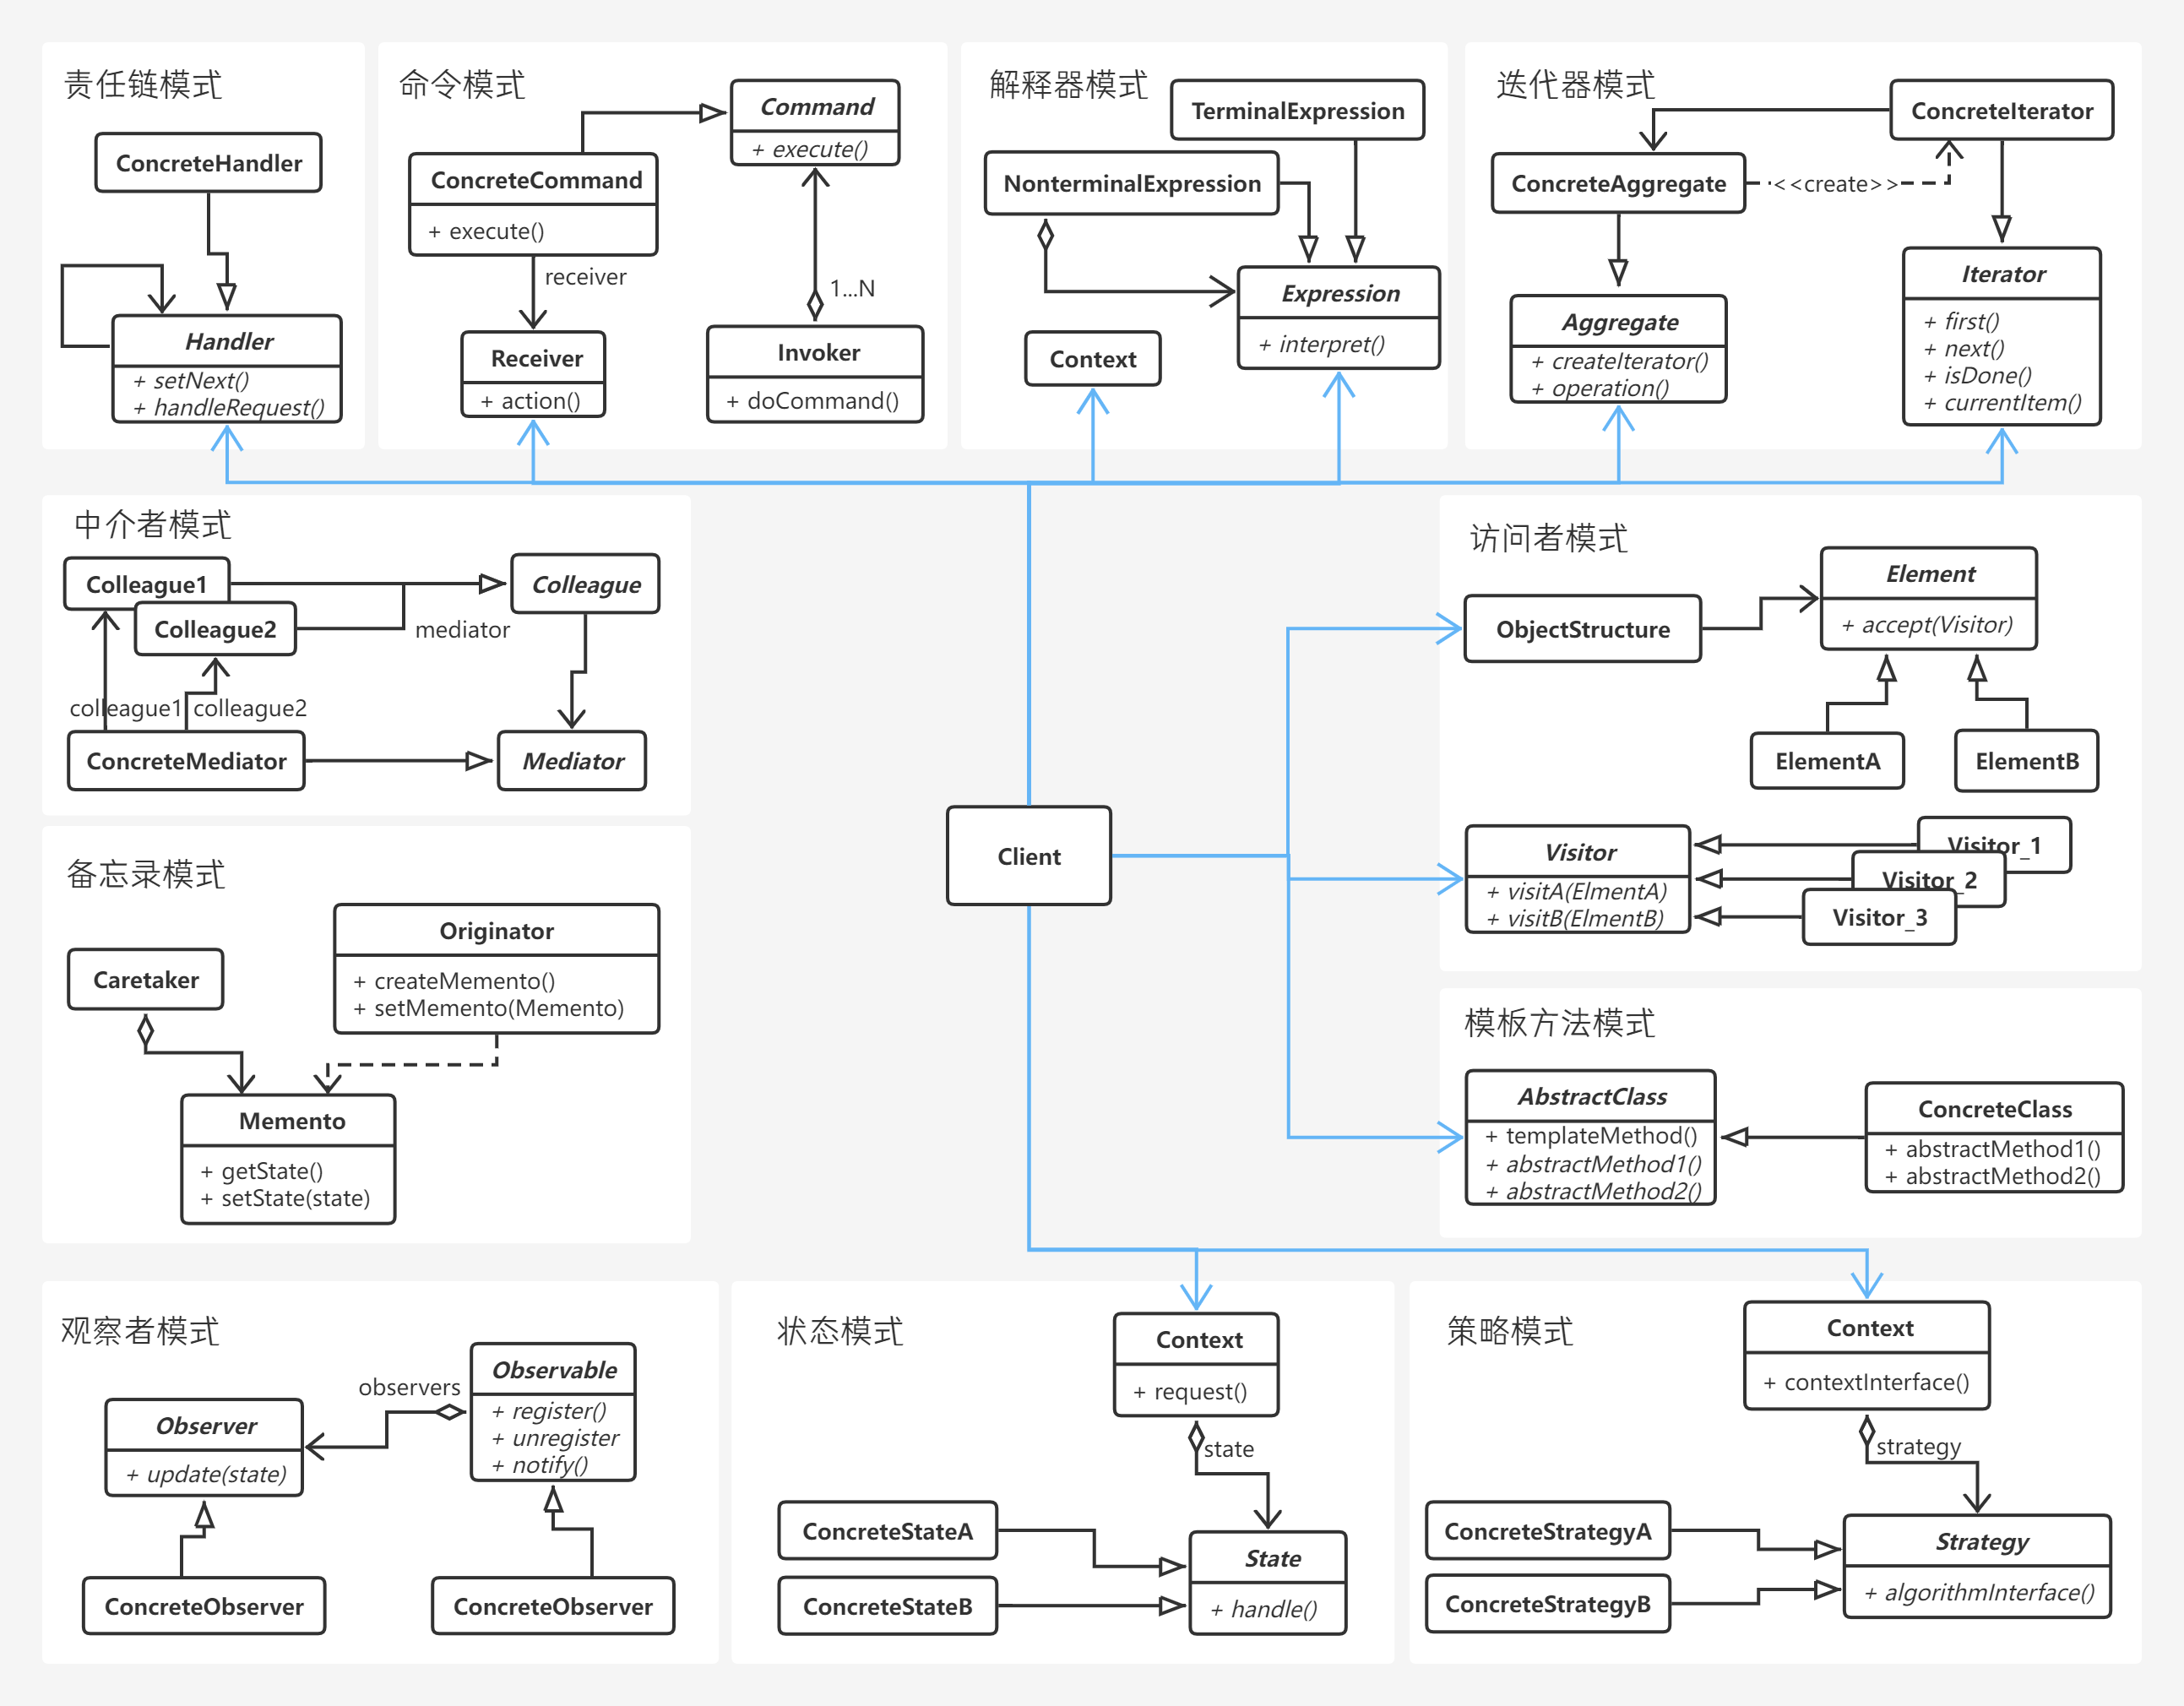 责任链模式
ConcreteHandler
Handler
+ setNext()
+ handleRequest()
命令模式
Command
+ execute()
ConcreteCommand
+ execute()
receiver
1...N
Receiver
+ action()
Invoker
+ doCommand()
解释器模式
TerminalExpression
NonterminalExpression
Expression
+ interpret()
Context
迭代器模式
ConcreteIterator
ConcreteAggregate
<<create>>
Iterator
+ first()
+ next()
+ isDone()
+ currentItem()
Aggregate
+ createIterator()
+ operation()
中介者模式
Colleague1
Colleague
Colleague2
mediator
colleague1
colleague2
ConcreteMediator
Mediator
访问者模式
Element
+ accept(Visitor)
ObjectStructure
ElementA
ElementB
Visitor
+ visitA(ElmentA)
+ visitB(ElmentB)
Visitor_1
Visitor_2
Visitor_3
Client
备忘录模式
Originator
+ createMemento()
+ setMemento(Memento)
Caretaker
Memento
+ getState()
+ setState(state)
模板方法模式
AbstractClass
+ templateMethod()
+ abstractMethod1()
+ abstractMethod2()
ConcreteClass
+ abstractMethod1()
+ abstractMethod2()
观察者模式
Observable
+ register()
+ unregister
+ notify()
observers
Observer
+ update(state)
ConcreteObserver
ConcreteObserver
状态模式
Context
+ request()
state
ConcreteStateA
ConcreteStateB
State
+ handle()
策略模式
Context
+ contextInterface()
strategy
ConcreteStrategyA
ConcreteStrategyB
Strategy
+ algorithmInterface()